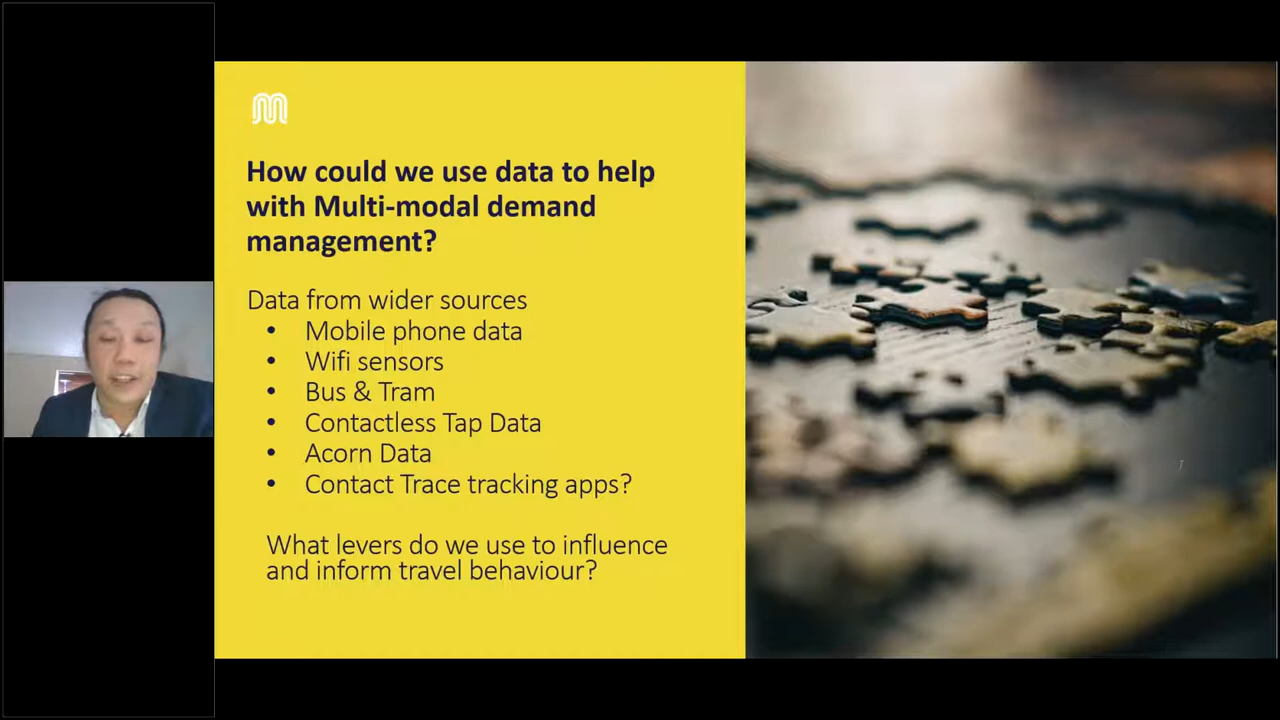 How could we use data to help
with Multi-modal demand
management?
Data from wider sources
• Mobile phone data
• Wifi sensors
• Bus & Tram
• Contactless Tap Data
• Acorn Data
• Contact Trace tracking apps?
What levers do we use to influence
and inform travel behaviour?